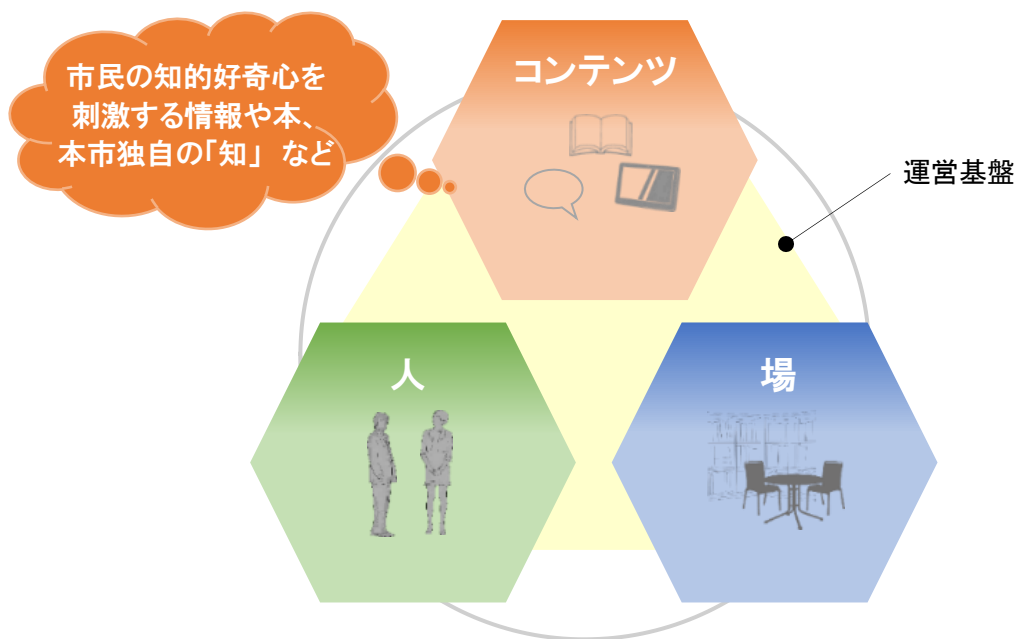 市民の知的好奇心を
刺激する情報や本、
本市独自の「知」 など
コンテンツ
運営基盤
人
場